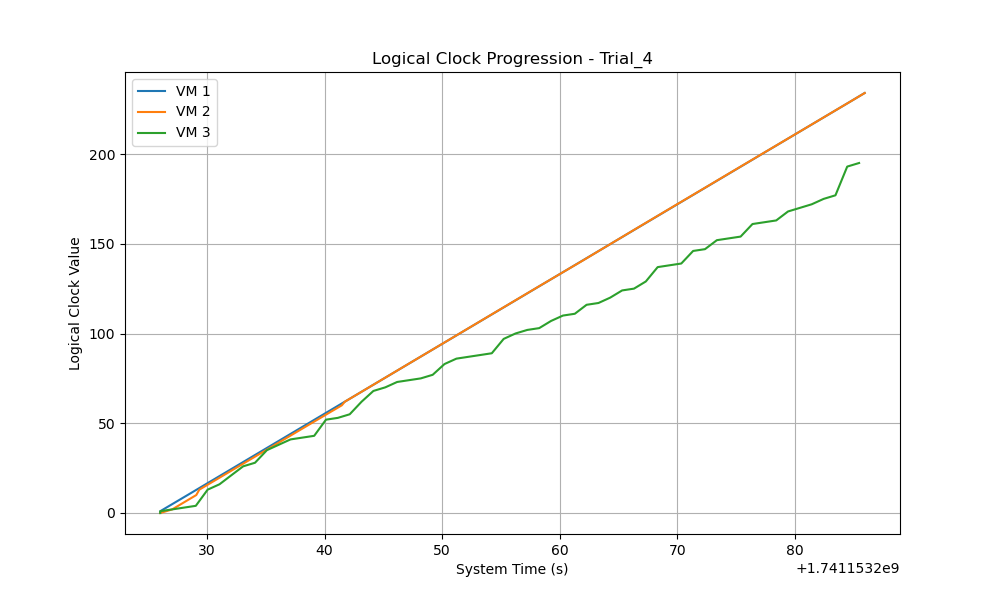 Logical Clock Progression - Trial_4
VM 1
VM 2
VM 3
Logical Clock Value
200
150
100
50
0
30 40 50 60 70 80
System Time (s)
+1.7411532e9